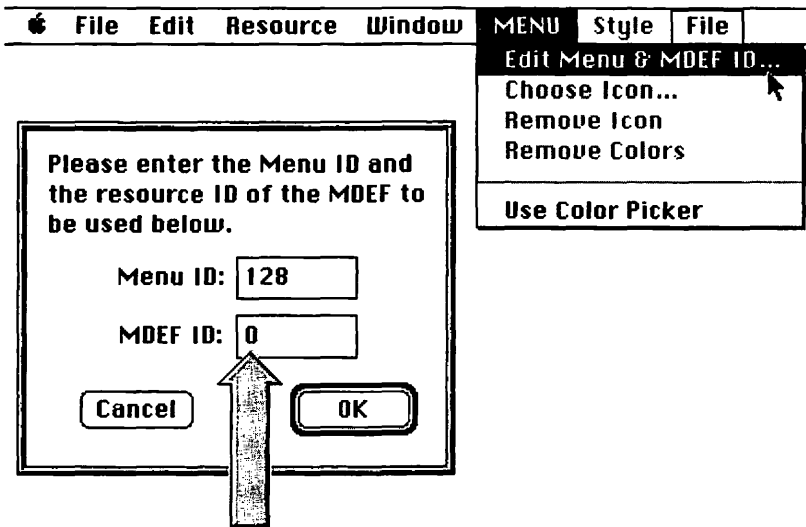 File Edit Resource Window MENU Style File
Edit Menu & MDEF ID...
Choose Icon...
Remove Icon
Remove Colors
Use Color Picker
Please enter the Menu ID and
the resource ID of the MDEF to
be used below.
Menu ID: 128
MDEF ID: 0
Cancel OK